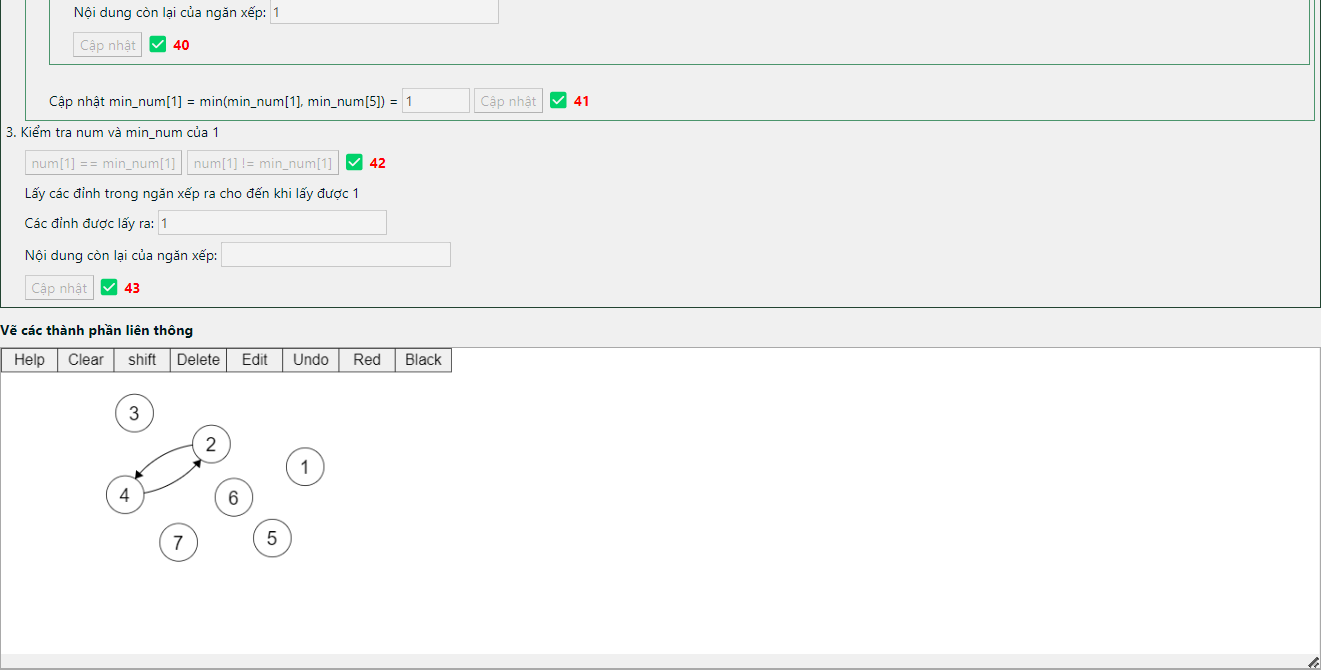 Nội dung còn lại của ngăn xếp: 1
Cập nhật 40
Cập nhật min_num[1] = min(min_num[1], min_num[5]) = 1 Cập nhật 41
3. Kiểm tra num và min_num của 1
num[1] == min_num[1] num[1] != min_num[1] 42
Lấy các đỉnh trong ngăn xếp ra cho đến khi lấy được 1
Các đỉnh được lấy ra: 1
Nội dung còn lại của ngăn xếp:
Cập nhật 43
Vẽ các thành phần liên thông
Help Clear shift Delete Edit Undo Red Black
3
2
1
4
6
7
5